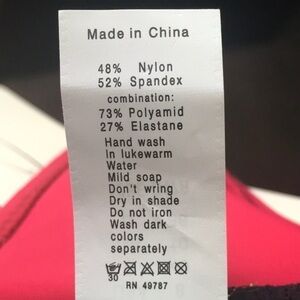 Made in China
48% Nylon
52% Spandex
combination:
73% Polyamid
27% Elastane
Hand wash
In lukewarm
Water
Mild soap
Don't wring
Dry in shade
Do not iron
Wash dark
colors
separately
30
RN 49787